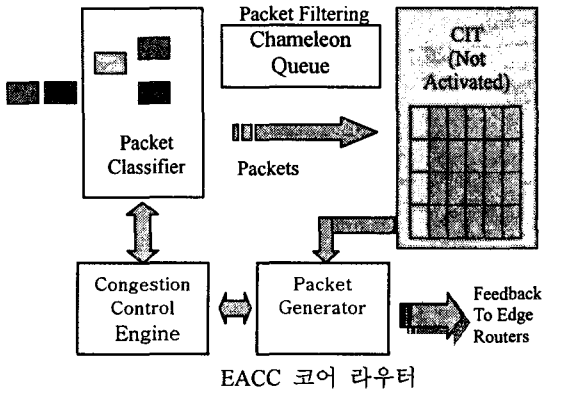 Packet Filtering
Chameleon
Queue
CIT
(Not
Activated)
Packet
Classifier
Packets
Congestion
Control
Engine
Packet
Generator
Feedback
To Edge
Routers
EACC 코어 라우터